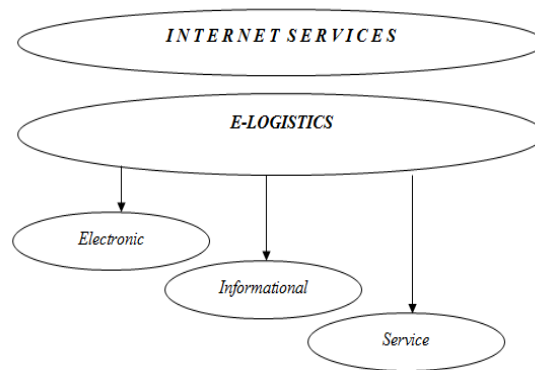 INTERNET SERVICES
E-LOGISTICS
Electronic
Informational
Service